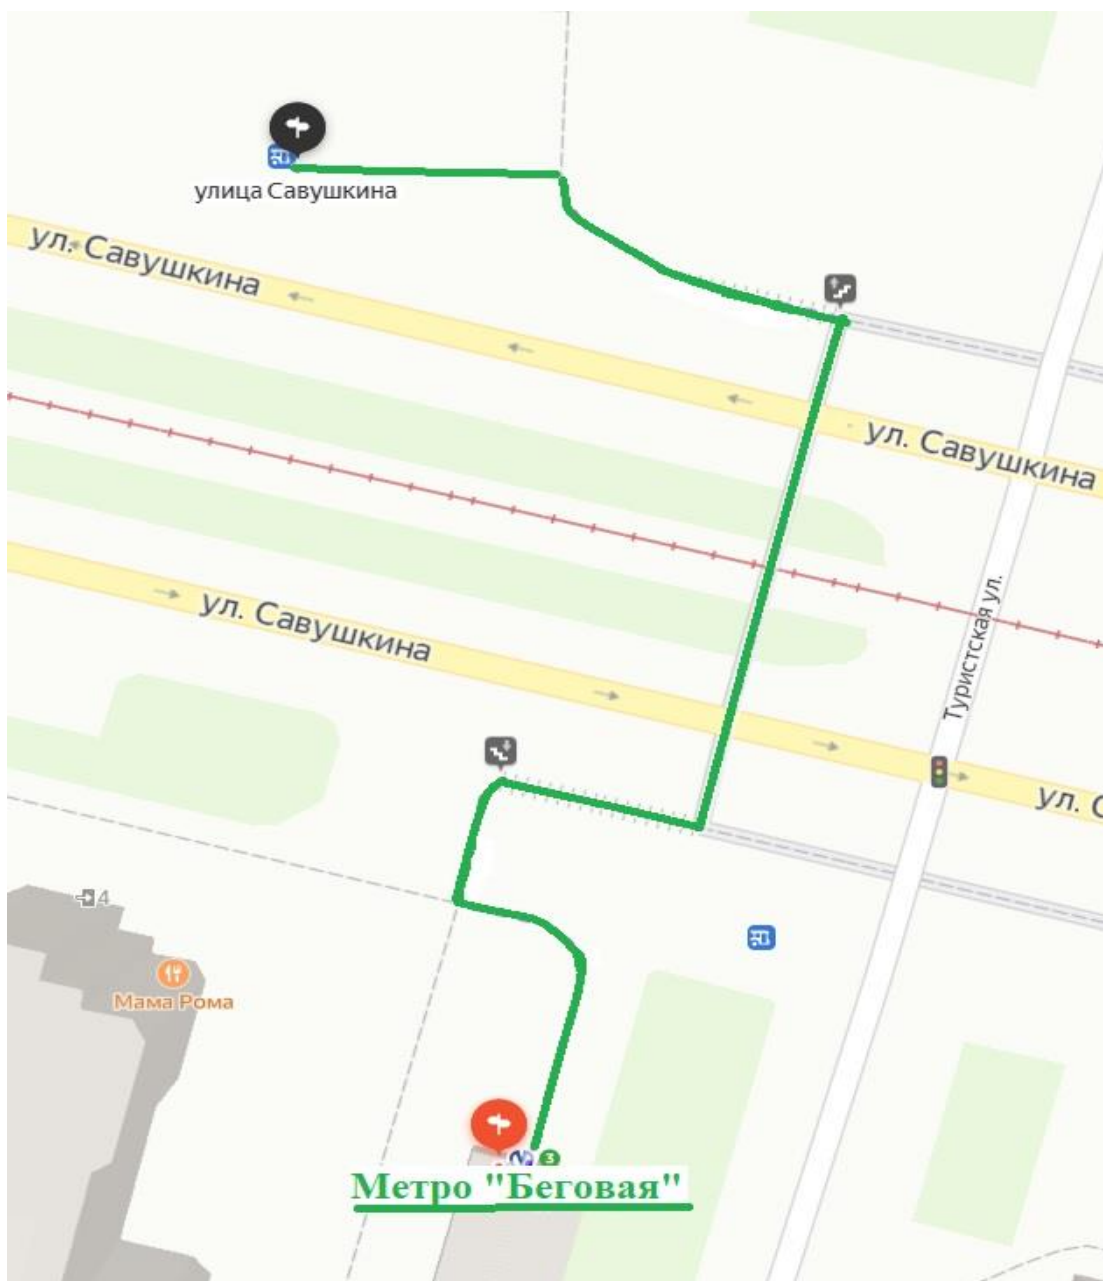 улица Савушкина
ул. Савушкина
ул. Савушкина
ул. Савушкина
Туристская ул.
ул. С
4
Мама Рома
3
Метро "Беговая"